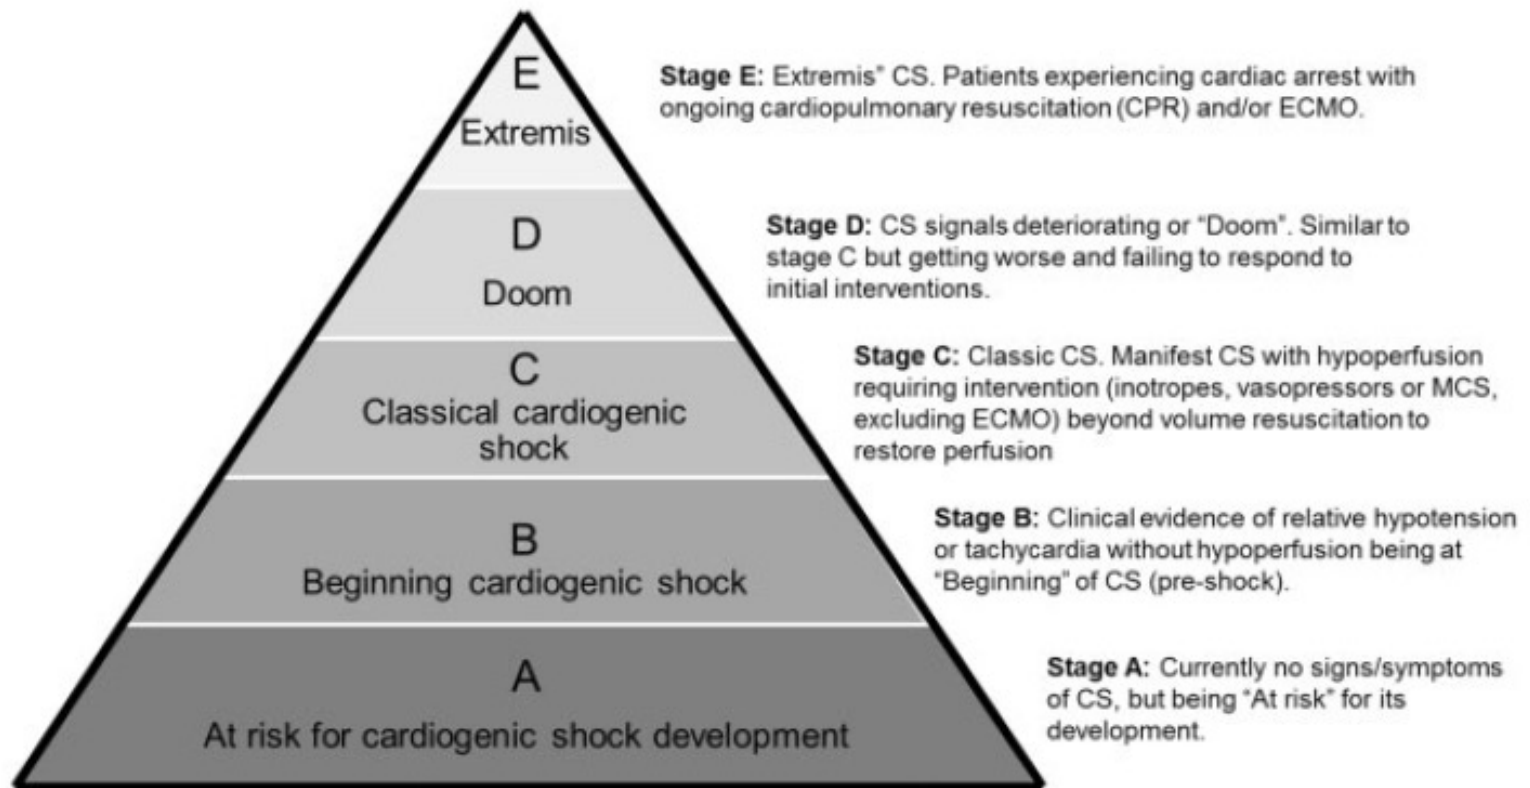 E
Extremis
Stage E: Extremis” CS. Patients experiencing cardiac arrest with
ongoing cardiopulmonary resuscitation (CPR) and/or ECMO.
D
Doom
Stage D: CS signals deteriorating or “Doom”. Similar to
stage C but getting worse and failing to respond to
initial interventions.
C
Classical cardiogenic
shock
Stage C: Classic CS. Manifest CS with hypoperfusion
requiring intervention (inotropes, vasopressors or MCS,
excluding ECMO) beyond volume resuscitation to
restore perfusion
B
Beginning cardiogenic shock
Stage B: Clinical evidence of relative hypotension
or tachycardia without hypoperfusion being at
“Beginning” of CS (pre-shock).
A
At risk for cardiogenic shock development
Stage A: Currently no signs/symptoms
of CS, but being “At risk” for its
development.